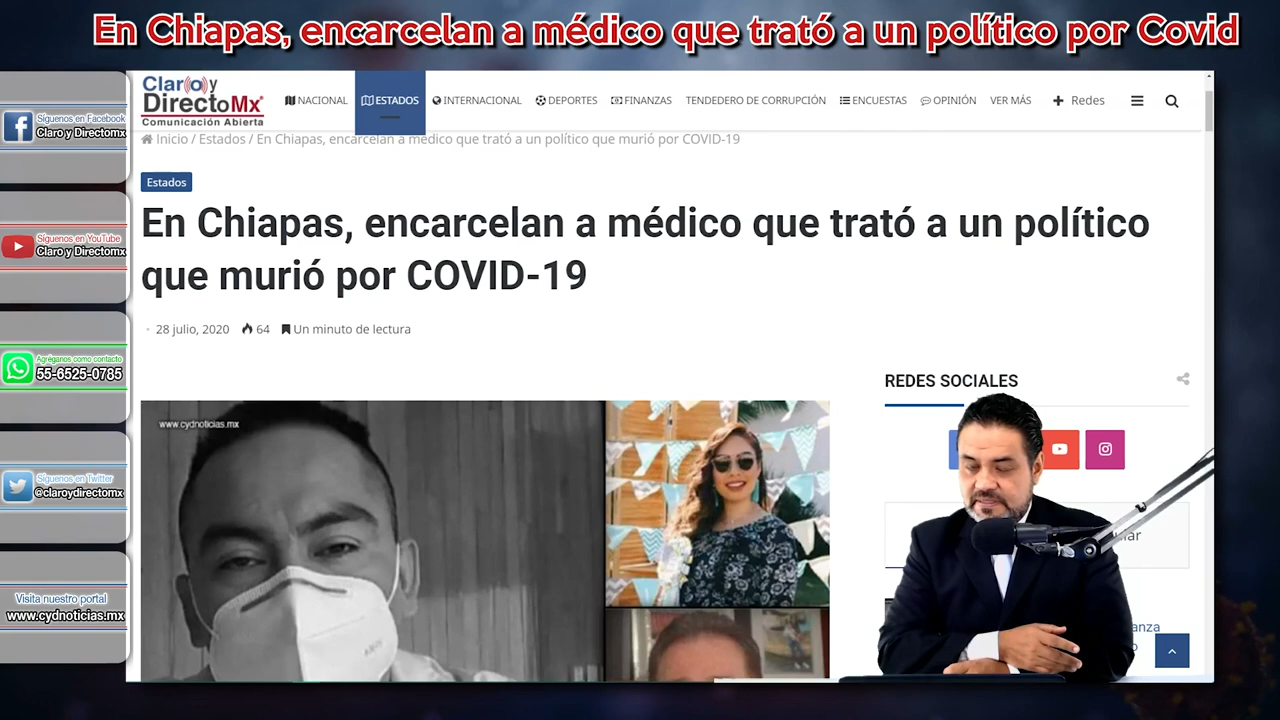 En Chiapas, encarcelan a médico que trató a un político por Covid
Síguenos en Facebook
Claro y Directomx
Síguenos en YouTube
Claro y Directomx
Agréganos como contacto
55-6525-0785
Síguenos en Twitter
@claroydirectomx
Visita nuestro portal
www.cydnoticias.mx
Claro y
DirectoMx
Comunicación Abierta
NACIONAL
ESTADOS
INTERNACIONAL
DEPORTES
FINANZAS
TENDEDERO DE CORRUPCIÓN
ENCUESTAS
OPINIÓN
VER MÁS
Redes
Inicio / Estados / En Chiapas, encarcelan a médico que trató a un político que murió por COVID-19
Estados
En Chiapas, encarcelan a médico que trató a un político
que murió por COVID-19
28 julio, 2020 64 Un minuto de lectura
REDES SOCIALES
www.cydnoticias.mx